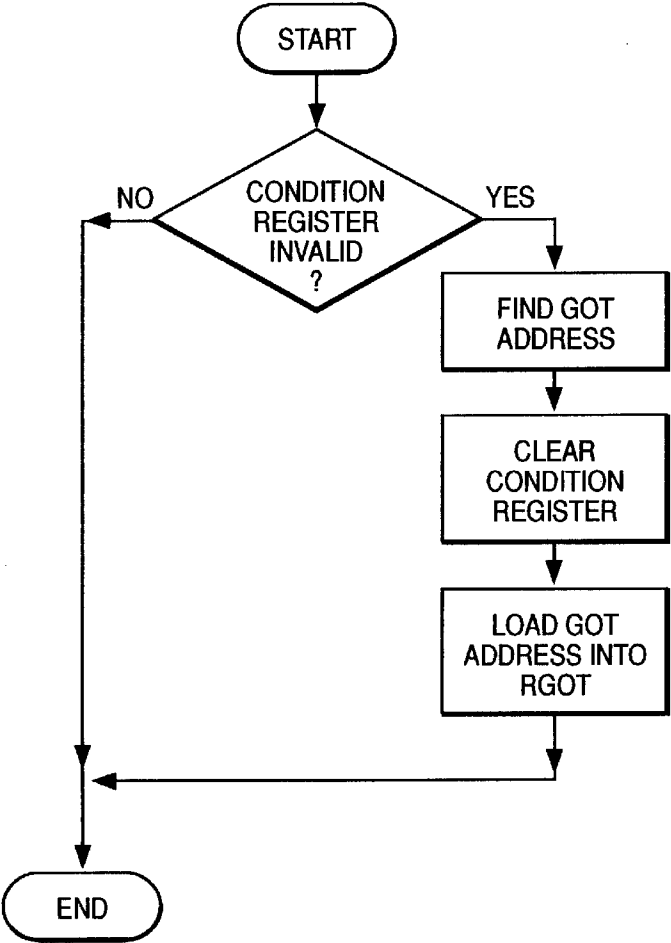 START
NO
CONDITION
REGISTER
INVALID
?
YES
FIND GOT
ADDRESS
CLEAR
CONDITION
REGISTER
LOAD GOT
ADDRESS INTO
RGOT
END